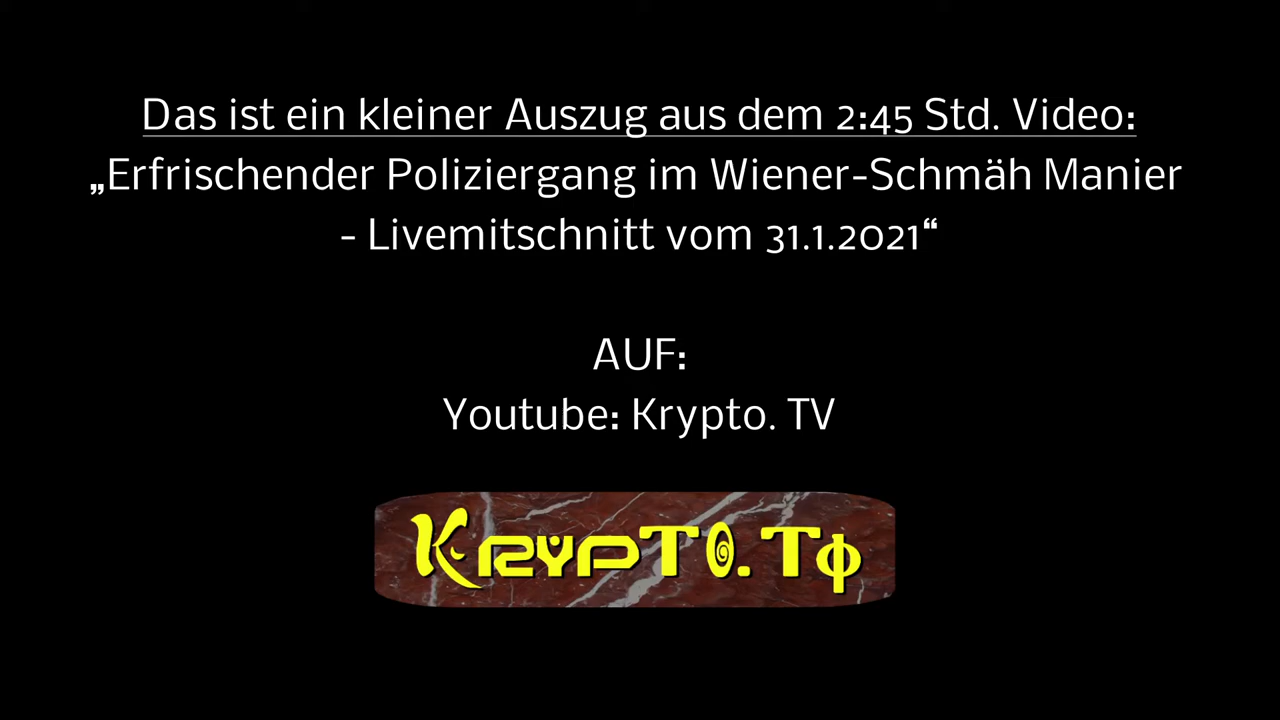 Das ist ein kleiner Auszug aus dem 2:45 Std. Video:
„Erfrischender Poliziergang im Wiener-Schmäh Manier
- Livemitschnitt vom 31.1.2021“
AUF:
Youtube: Krypto. TV
KryptO.Tφ